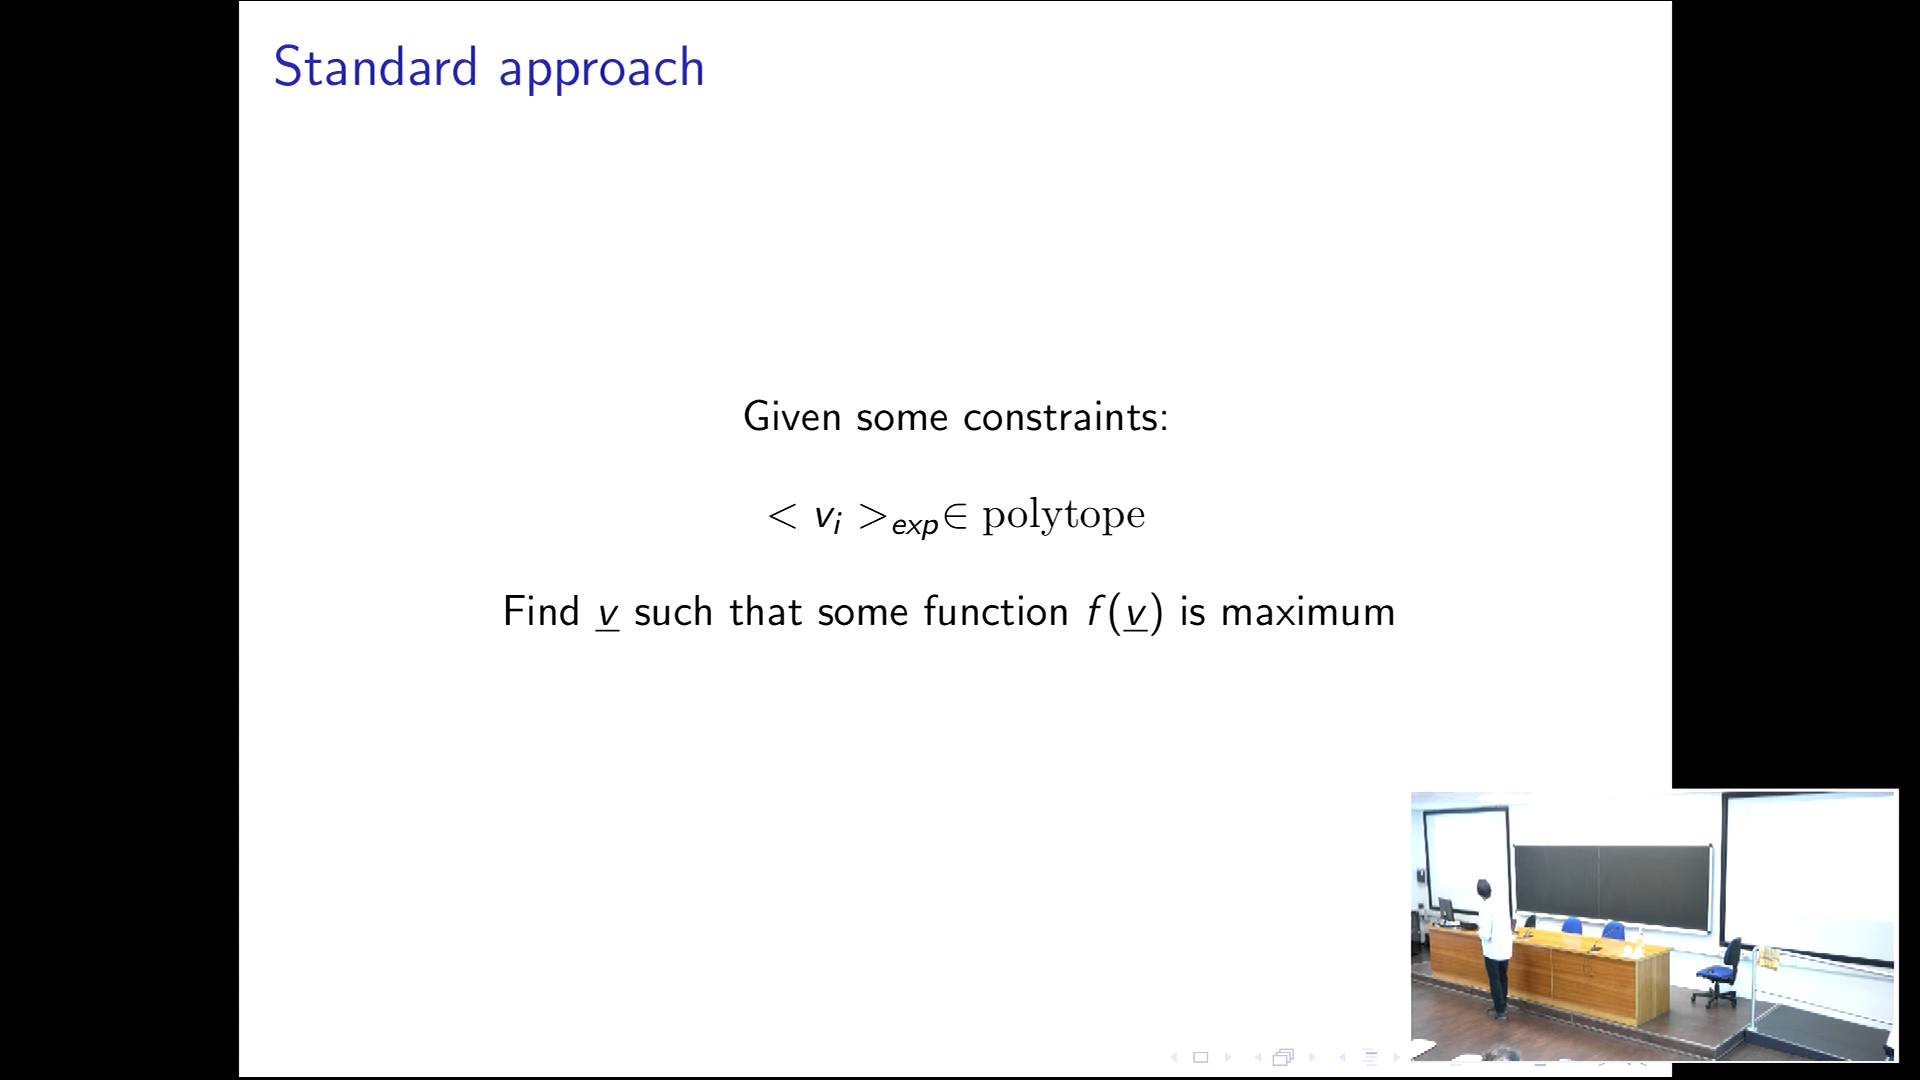 Standard approach
Given some constraints:
< v_i >_exp ∈ polytope
Find v such that some function f(v) is maximum